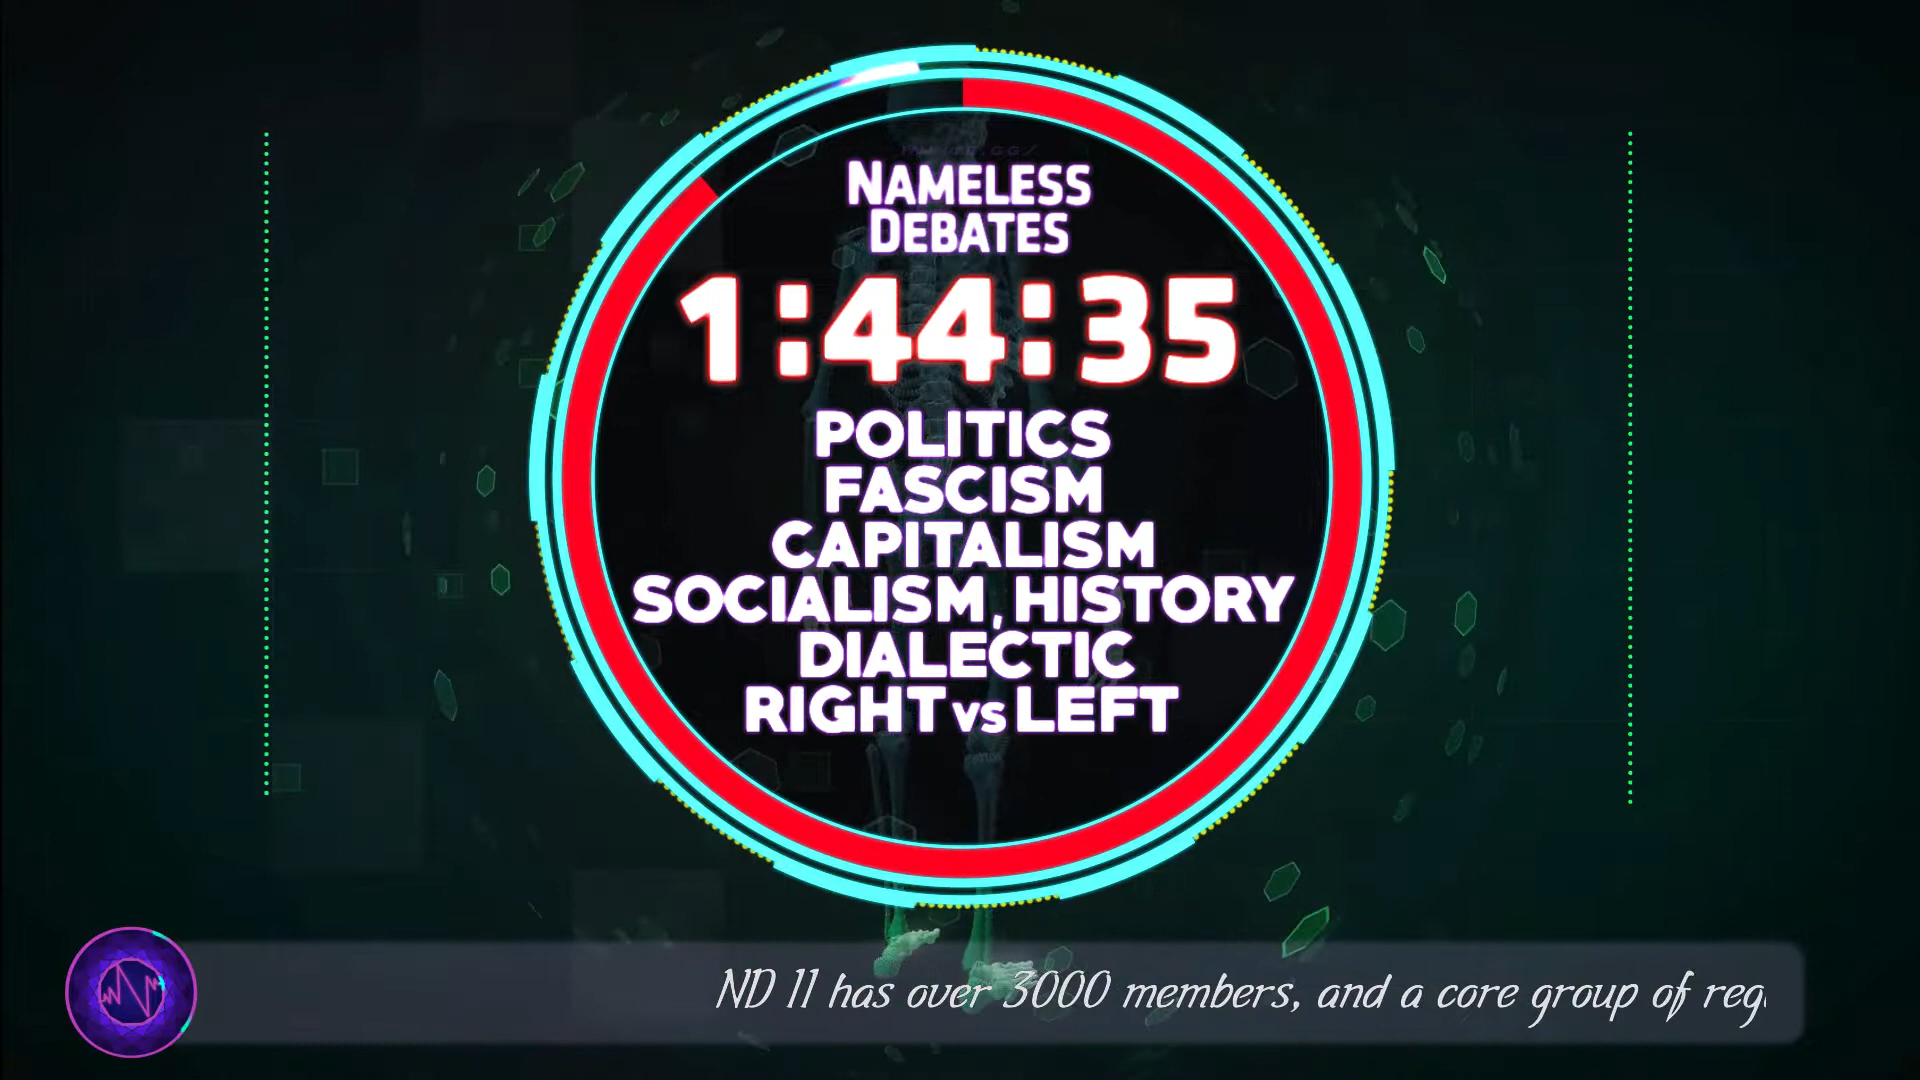 NAMELESS
DEBATES
1:44:35
POLITICS
FASCISM
CAPITALISM
SOCIALISM, HISTORY
DIALECTIC
RIGHT vs LEFT
ND 11 has over 3000 members, and a core group of